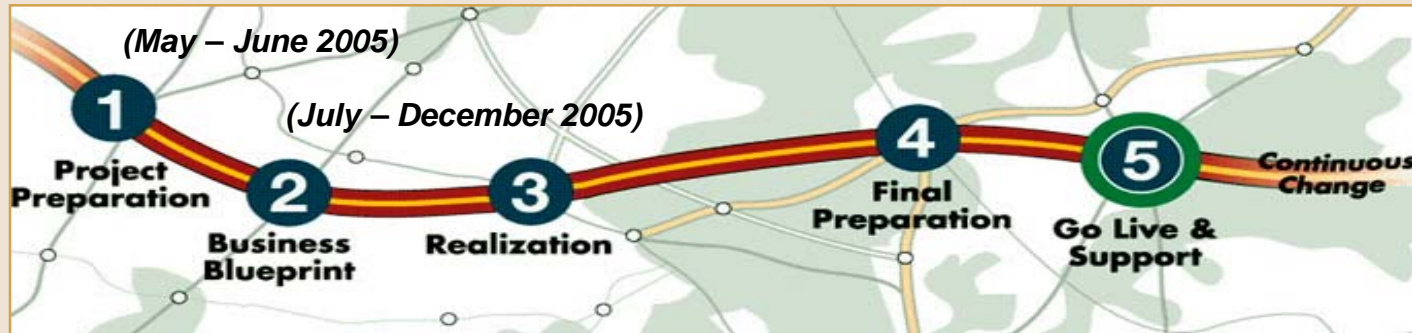 (May – June 2005)
(July – December 2005)
1
Project
Preparation
2
Business
Blueprint
3
Realization
4
Final
Preparation
5
Go Live &
Support
Continuous
Change